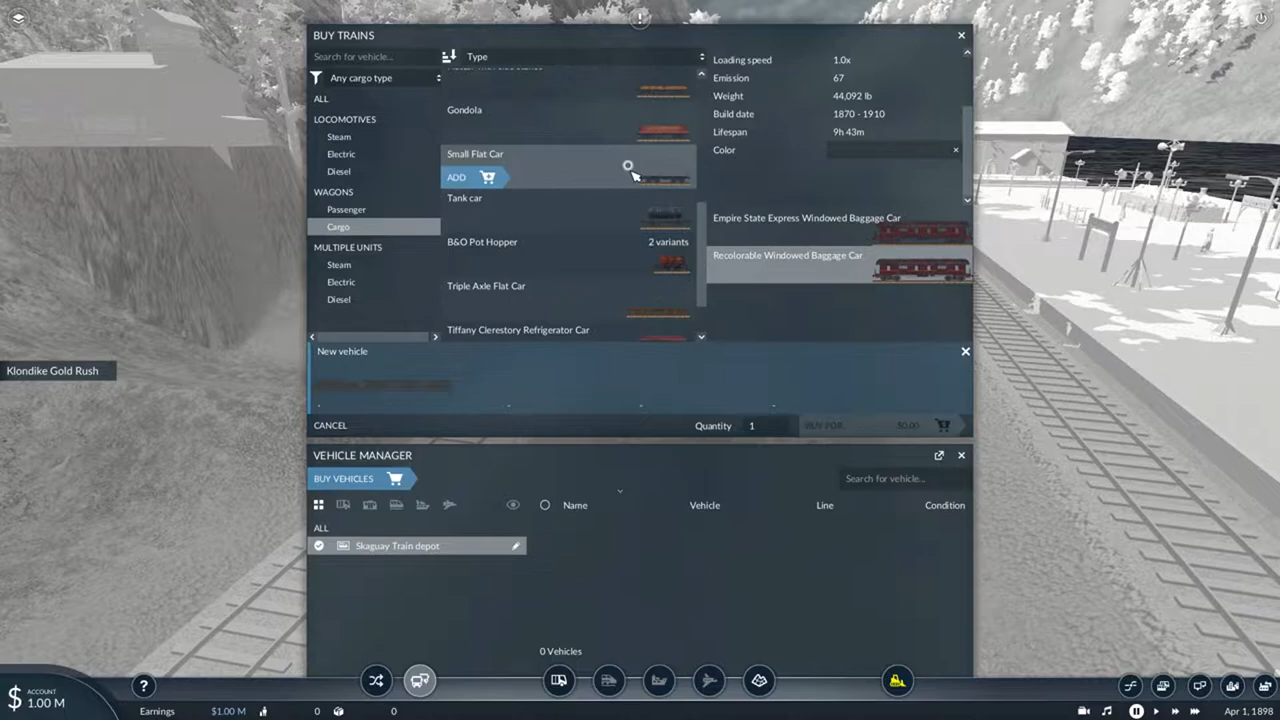 BUY TRAINS
Search for vehicle...
Type
Any cargo type
ALL
LOCOMOTIVES
Steam
Electric
Diesel
WAGONS
Passenger
Cargo
MULTIPLE UNITS
Steam
Electric
Diesel
Gondola
Small Flat Car
ADD
Tank car
B&O Pot Hopper 2 variants
Triple Axle Flat Car
Tiffany Clerestory Refrigerator Car
Loading speed 1.0x
Emission 67
Weight 44,092 lb
Build date 1870 - 1910
Lifespan 9h 43m
Color
Empire State Express Windowed Baggage Car
Recolorable Windowed Baggage Car
New vehicle
CANCEL
Quantity 1
BUY FOR $0.00
Klondike Gold Rush
VEHICLE MANAGER
BUY VEHICLES
Search for vehicle...
Name Vehicle Line Condition
ALL
Skaguay Train depot
0 Vehicles
$ ACCOUNT
1.00 M
?
Earnings $1.00 M 0 0
Apr 1, 1898